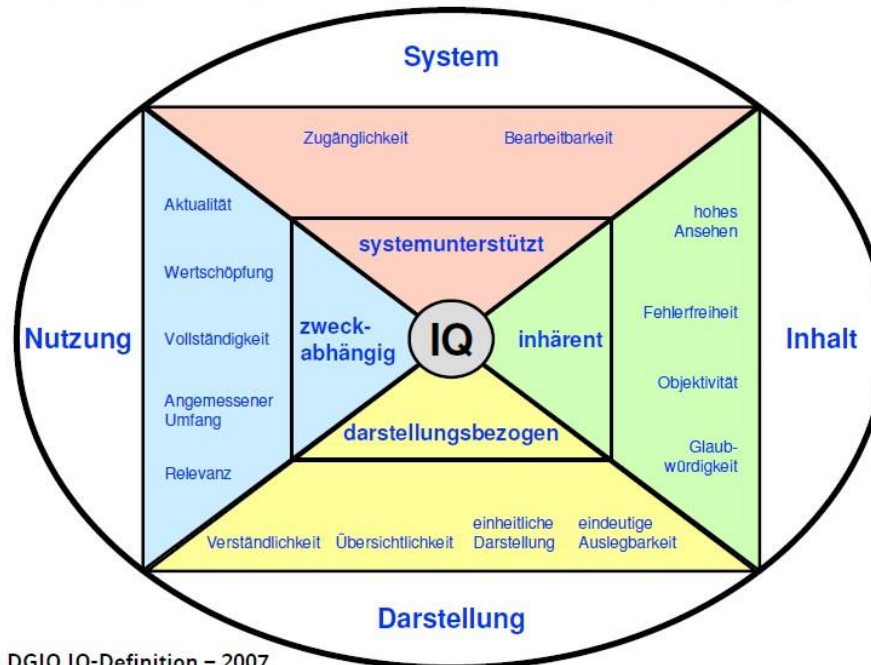 System
Zugänglichkeit
Bearbeitbarkeit
Aktualität
Wertschöpfung
Vollständigkeit
Angemessener
Umfang
Relevanz
hohes
Ansehen
Fehlerfreiheit
Objektivität
Glaub-
würdigkeit
systemunterstützt
Nutzung
zweck-
abhängig
IQ
inhärent
Inhalt
darstellungsbezogen
Verständlichkeit
Übersichtlichkeit
einheitliche
Darstellung
eindeutige
Auslegbarkeit
Darstellung
DGIQ IQ-Definition – 2007